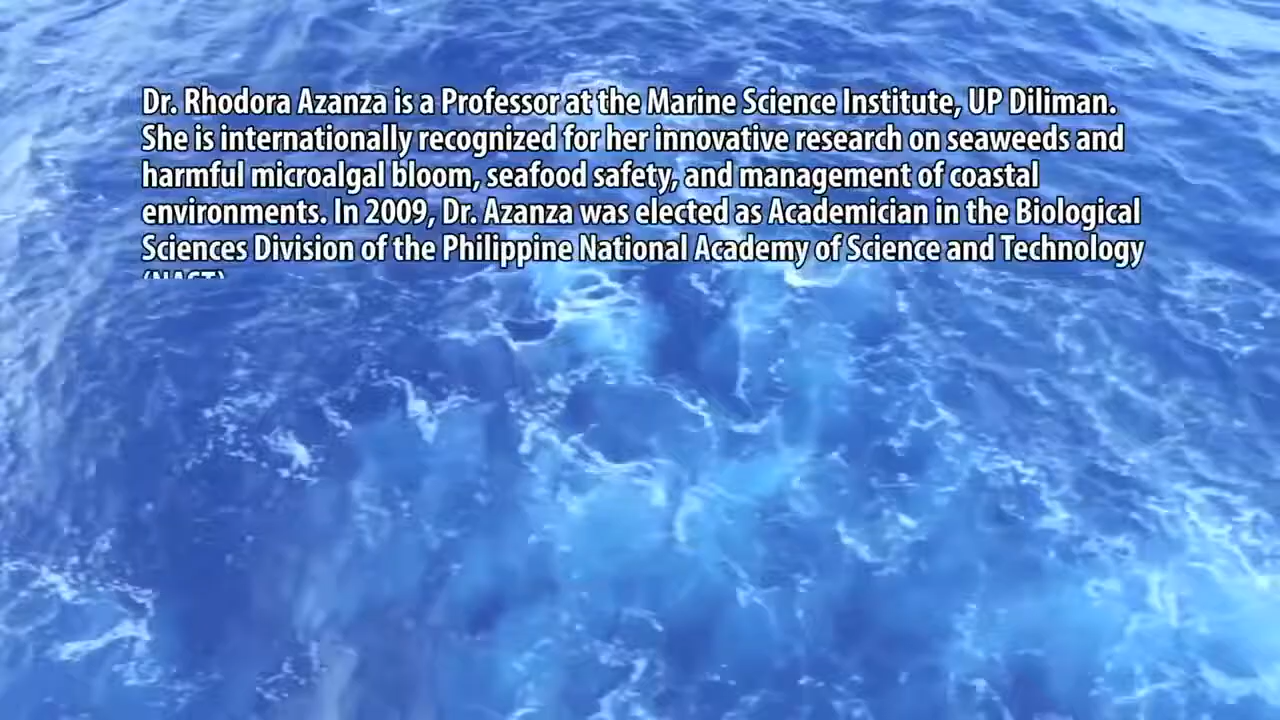 Dr. Rhodora Azanza is a Professor at the Marine Science Institute, UP Diliman.
She is internationally recognized for her innovative research on seaweeds and
harmful microalgal bloom, seafood safety, and management of coastal
environments. In 2009, Dr. Azanza was elected as Academician in the Biological
Sciences Division of the Philippine National Academy of Science and Technology
(NAST)